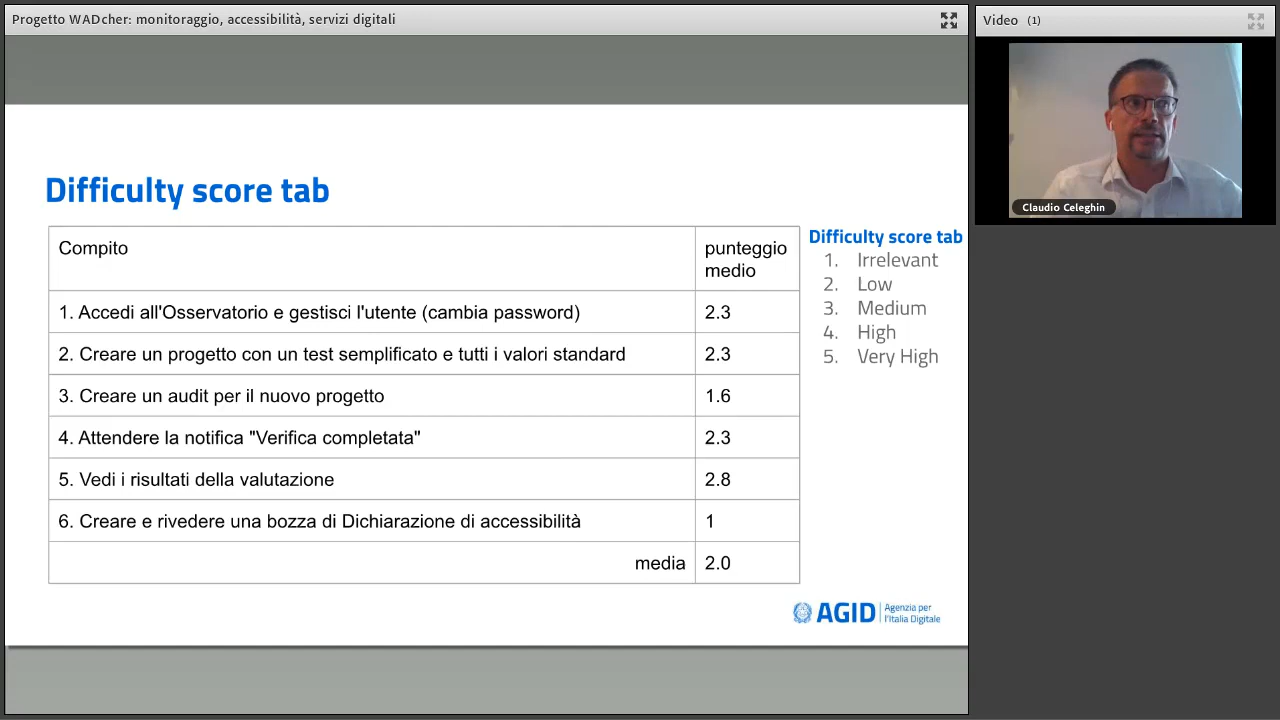 Progetto WADcher: monitoraggio, accessibilità, servizi digitali
Video (1)
Claudio Celeghin
Difficulty score tab
Compito
punteggio
medio
1. Accedi all'Osservatorio e gestisci l'utente (cambia password)
2.3
2. Creare un progetto con un test semplificato e tutti i valori standard
2.3
3. Creare un audit per il nuovo progetto
1.6
4. Attendere la notifica "Verifica completata"
2.3
5. Vedi i risultati della valutazione
2.8
6. Creare e rivedere una bozza di Dichiarazione di accessibilità
1
media
2.0
Difficulty score tab
1. Irrelevant
2. Low
3. Medium
4. High
5. Very High
AGID
Agenzia per
l'Italia Digitale